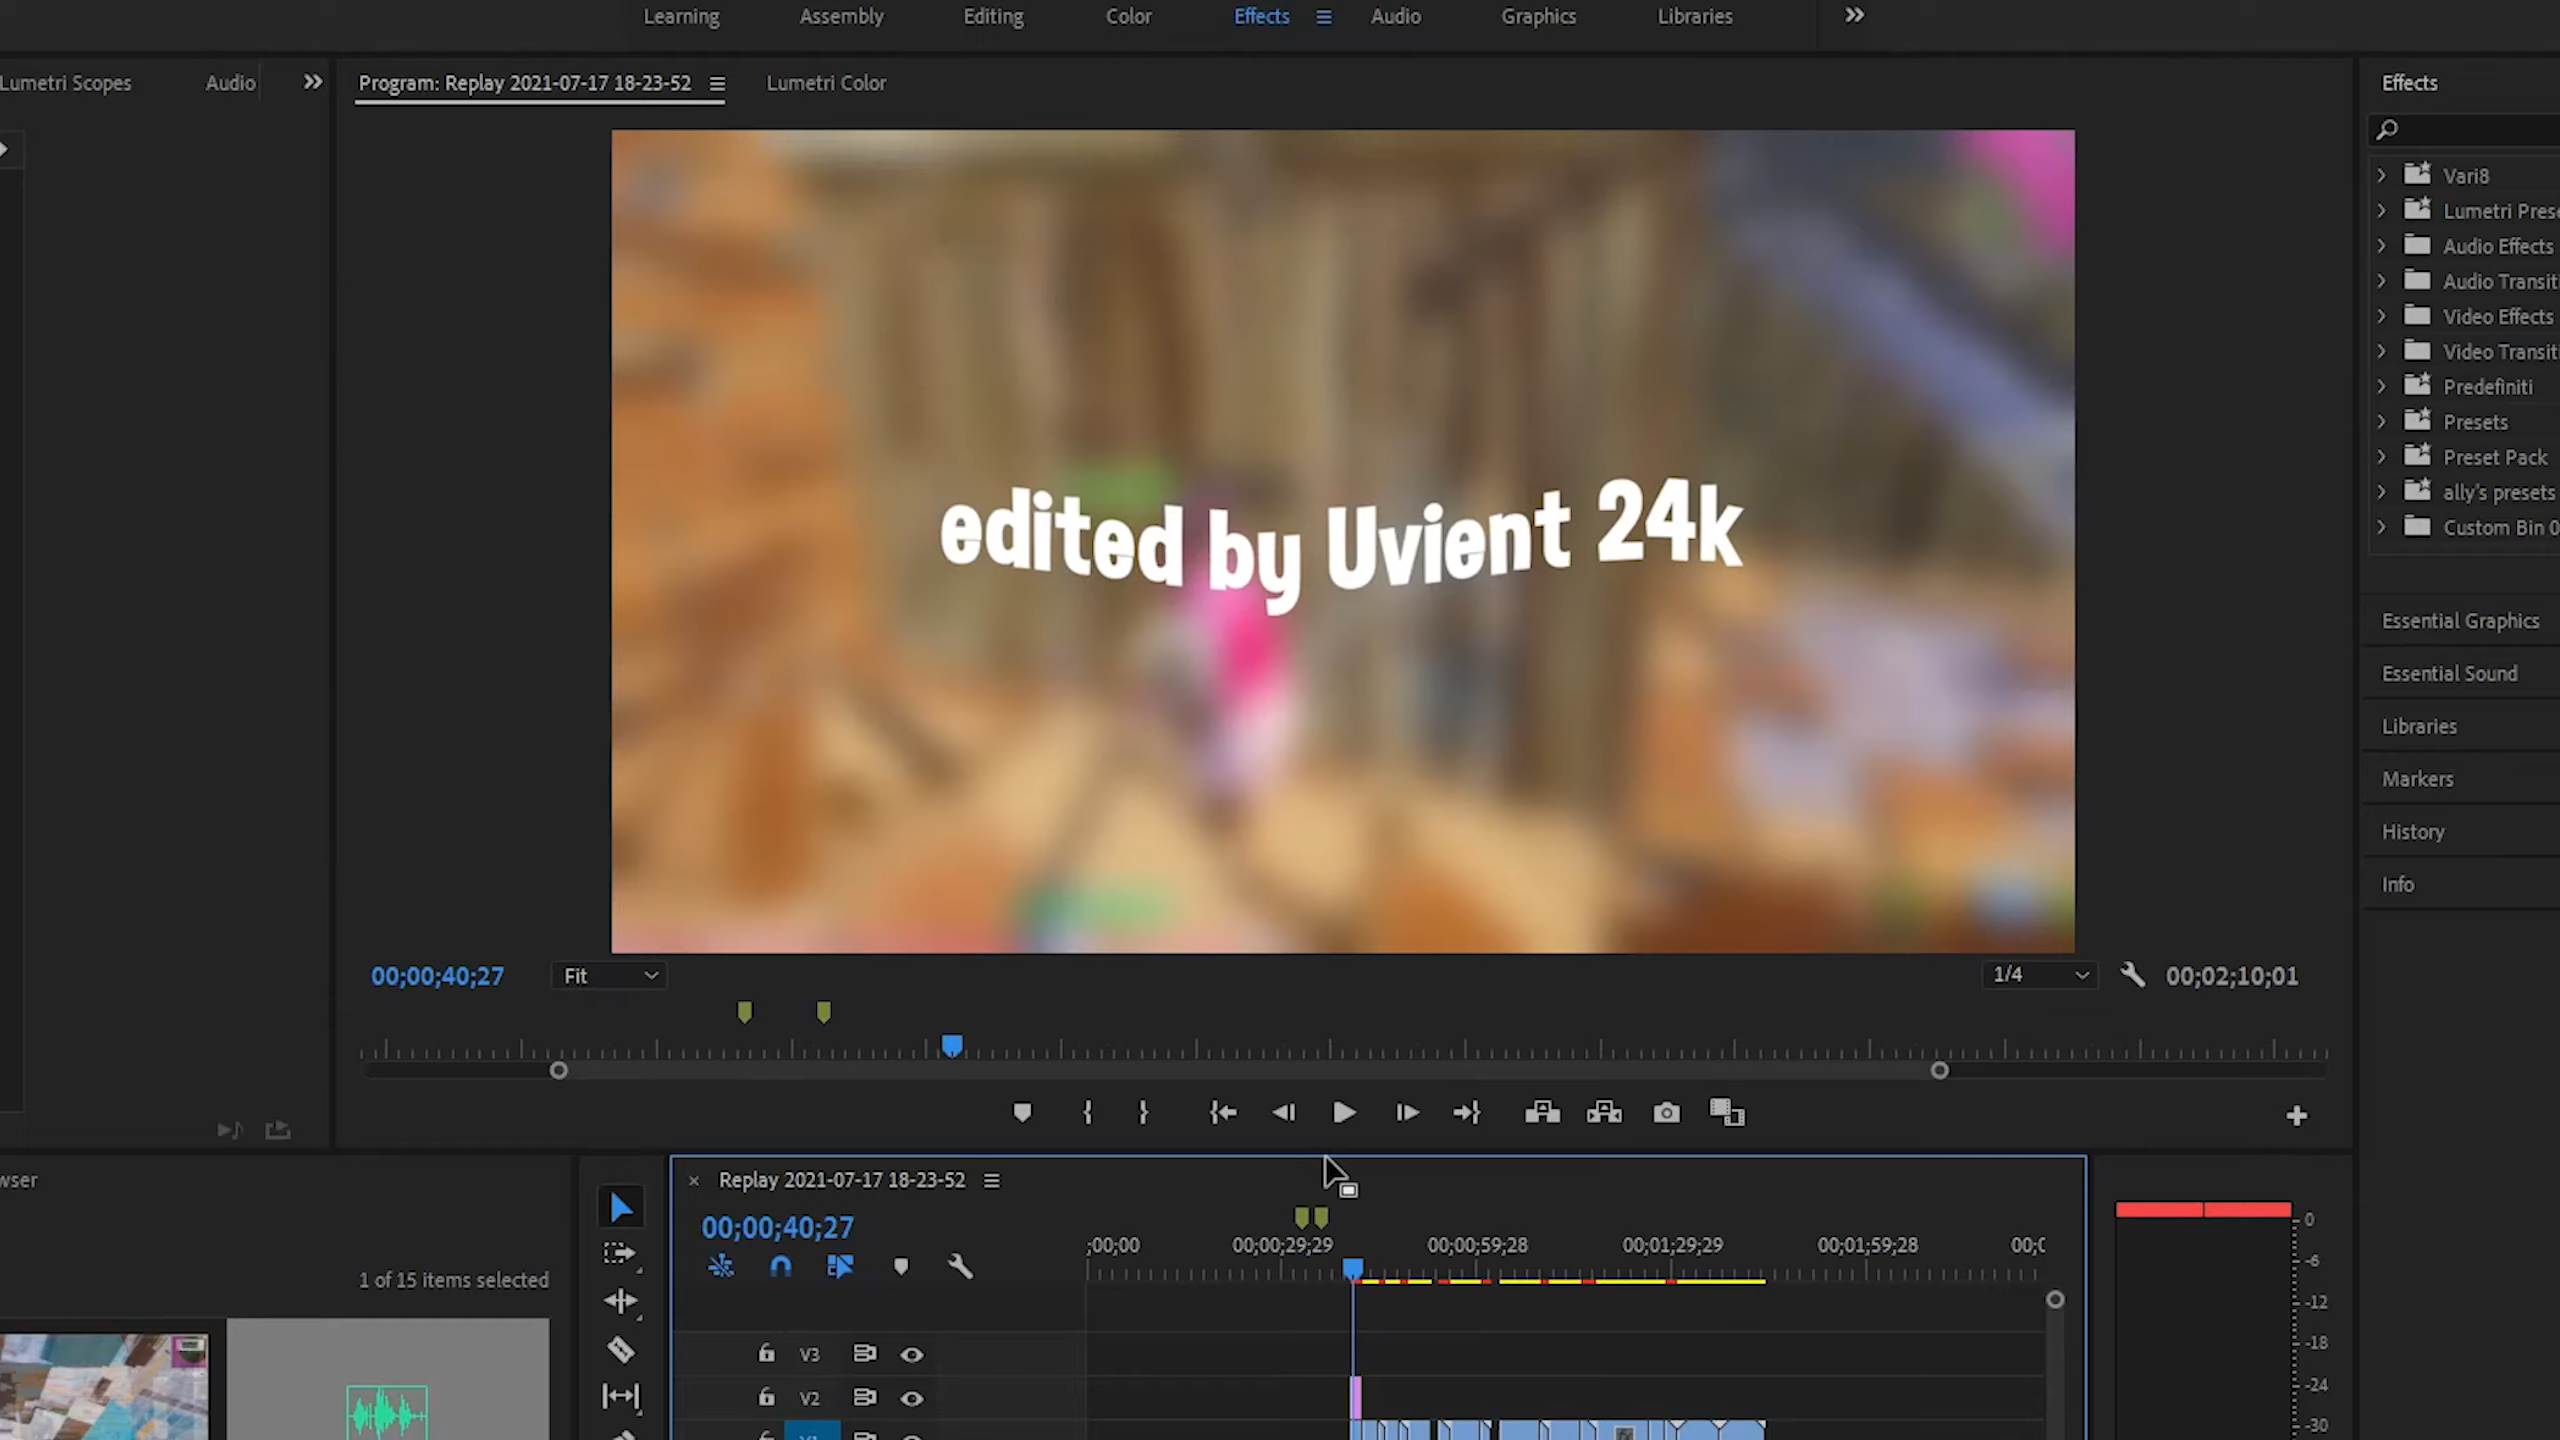 Learning Assembly Editing Color Effects Audio Graphics Libraries
Lumetri Scopes Audio
Program: Replay 2021-07-17 18-23-52 Lumetri Color
Effects
Vari8
Lumetri Prese
Audio Effects
Audio Transiti
Video Effects
Video Transiti
Predefiniti
Presets
Preset Pack
ally's presets
Custom Bin 0
edited by Uvient 24k
Essential Graphics
Essential Sound
Libraries
Markers
History
Info
00;00;40;27 Fit 1/4 00;02;10;01
wser
Replay 2021-07-17 18-23-52
00;00;40;27
;00;00 00;00;29;29 00;00;59;28 00;01;29;29 00;01;59;28 00;0
1 of 15 items selected
V3
V2
0
-6
-12
-18
-24
-30